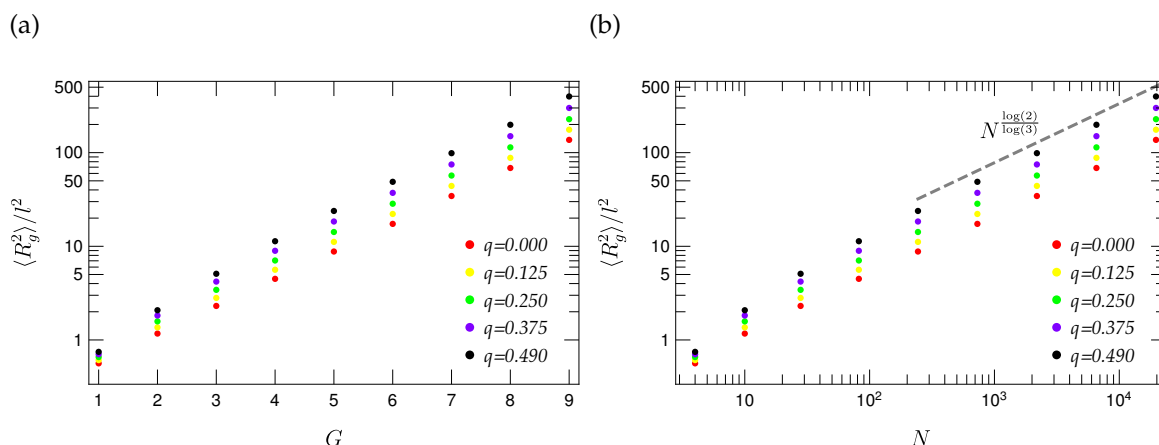 (a)
⟨R_g^2⟩/l^2
500
100
50
10
5
1
1 2 3 4 5 6 7 8 9
G
q=0.000
q=0.125
q=0.250
q=0.375
q=0.490
(b)
⟨R_g^2⟩/l^2
500
100
50
10
5
1
10 10^2 10^3 10^4
N
N^{log(2)/log(3)}
q=0.000
q=0.125
q=0.250
q=0.375
q=0.490